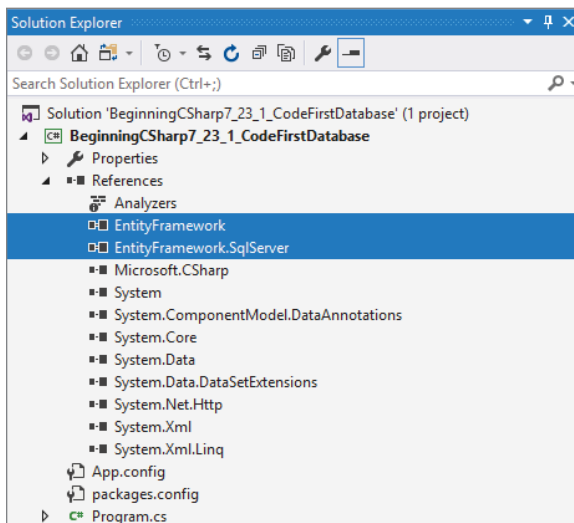 Solution Explorer
Search Solution Explorer (Ctrl+;)
Solution 'BeginningCSharp7_23_1_CodeFirstDatabase' (1 project)
C# BeginningCSharp7_23_1_CodeFirstDatabase
Properties
References
Analyzers
EntityFramework
EntityFramework.SqlServer
Microsoft.CSharp
System
System.ComponentModel.DataAnnotations
System.Core
System.Data
System.Data.DataSetExtensions
System.Net.Http
System.Xml
System.Xml.Linq
App.config
packages.config
C# Program.cs